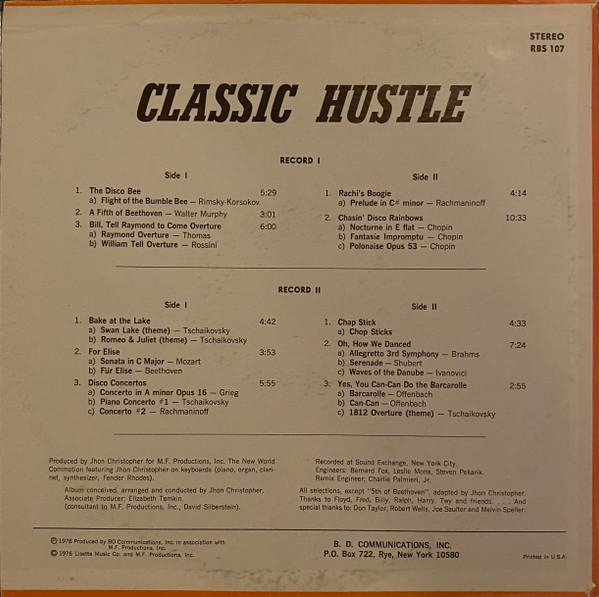 STEREO
RBS 107
CLASSIC HUSTLE
RECORD I
Side I
1. The Disco Bee 5:29
a) Flight of the Bumble Bee — Rimsky-Korsokov
2. A Fifth of Beethoven — Walter Murphy 3:01
3. Bill, Tell Raymond to Come Overture 6:00
a) Raymond Overture — Thomas
b) William Tell Overture — Rossini
Side II
1. Rachi's Boogie 4:14
a) Prelude in C# minor — Rachmaninoff
2. Chasin' Disco Rainbows 10:33
a) Nocturne in E flat — Chopin
b) Fantasie Impromptu — Chopin
c) Polonaise Opus 53 — Chopin
RECORD II
Side I
1. Bake at the Lake 4:42
a) Swan Lake (theme) — Tschaikovsky
b) Romeo & Juliet (theme) — Tschaikovsky
2. For Elise 3:53
a) Sonata in C Major — Mozart
b) Für Elise — Beethoven
3. Disco Concertos 5:55
a) Concerto in A minor Opus 16 — Grieg
b) Piano Concerto #1 — Tschaikovsky
c) Concerto #2 — Rachmaninoff
Side II
1. Chap Stick 4:33
a) Chop Sticks
2. Oh, How We Danced 7:24
a) Allegretto 3rd Symphony — Brahms
b) Serenade — Shubert
c) Waves of the Danube — Ivanovici
3. Yes, You Can-Can Do the Barcarolle 2:55
a) Barcarolle — Offenbach
b) Can-Can — Offenbach
c) 1812 Overture (theme) — Tschaikovsky
Produced by Jhon Christopher for M.F. Productions, Inc. The New World
Commotion featuring Jhon Christopher on keyboards (piano, organ, clari-
net, synthesizer, Fender Rhodes).
Album conceived, arranged and conducted by Jhon Christopher.
Associate Producer: Elizabeth Temikin.
(consultant to M.F. Productions, Inc., David Silberstein).
Recorded at Sound Exchange, New York City.
Engineers: Bernard Fox, Leslie Mona, Steven Pekarik.
Remix Engineer: Charlie Palmieri, Jr.
All selections, except "5th of Beethoven", adapted by Jhon Christopher.
Thanks to Floyd, Fred, Billy, Ralph, Harry, Twy and friends. . . . And
special thanks to: Don Taylor, Robert Wells, Joe Saulter and Melvin Speller.
Ⓟ 1976 Produced by BD Communications, Inc. in association with
M.F. Productions, Inc.
© 1976 Lisetta Music Co. and M.F. Productions, Inc.
B. D. COMMUNICATIONS, INC.
P.O. Box 722, Rye, New York 10580
Printed in U.S.A.